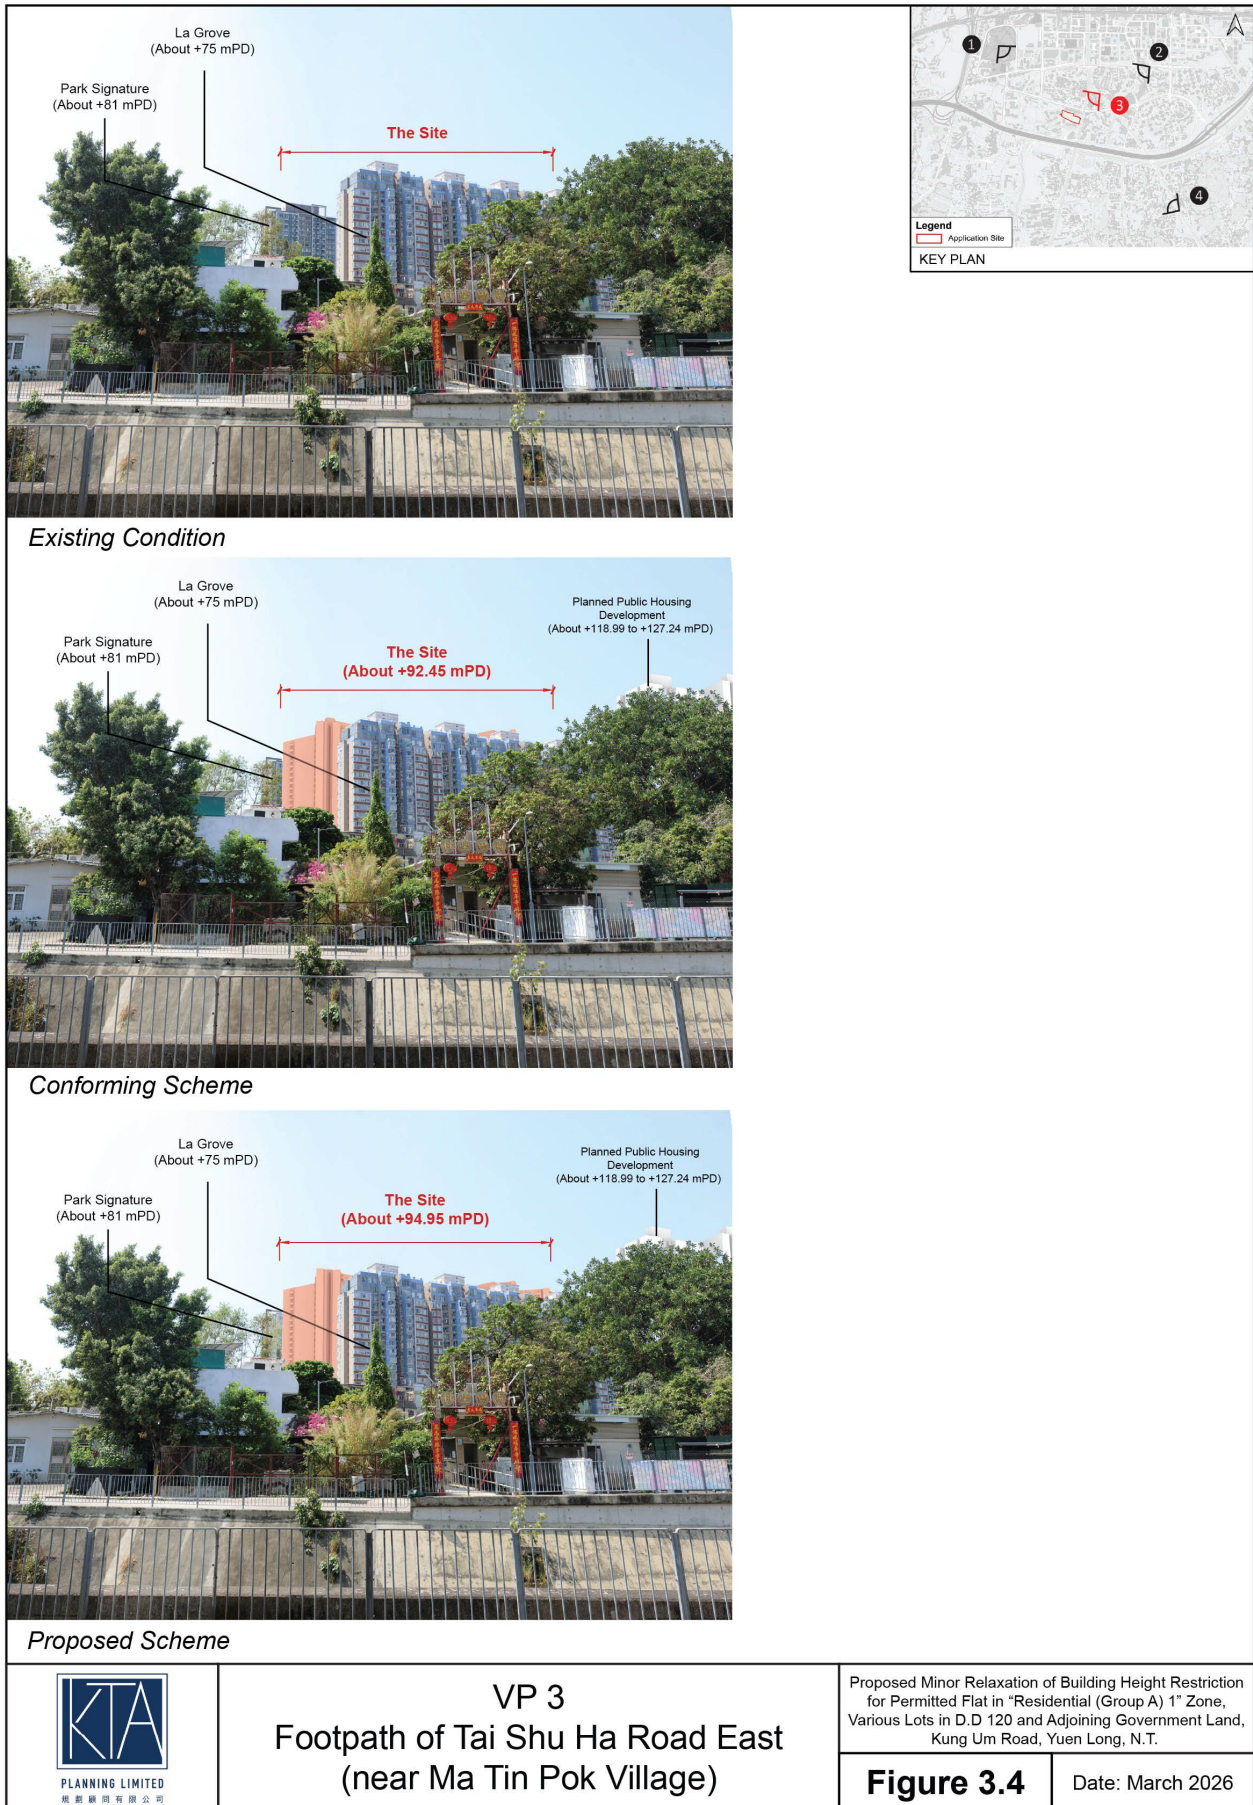 La Grove
(About +75 mPD)
Park Signature
(About +81 mPD)
The Site
1
2
3
4
Legend
Application Site
KEY PLAN
Existing Condition
La Grove
(About +75 mPD)
Park Signature
(About +81 mPD)
The Site
(About +92.45 mPD)
Planned Public Housing
Development
(About +118.99 to +127.24 mPD)
Conforming Scheme
La Grove
(About +75 mPD)
Park Signature
(About +81 mPD)
The Site
(About +94.95 mPD)
Planned Public Housing
Development
(About +118.99 to +127.24 mPD)
Proposed Scheme
KTA
PLANNING LIMITED
規劃顧問有限公司
VP 3
Footpath of Tai Shu Ha Road East
(near Ma Tin Pok Village)
Proposed Minor Relaxation of Building Height Restriction
for Permitted Flat in “Residential (Group A) 1” Zone,
Various Lots in D.D 120 and Adjoining Government Land,
Kung Um Road, Yuen Long, N.T.
Figure 3.4
Date: March 2026